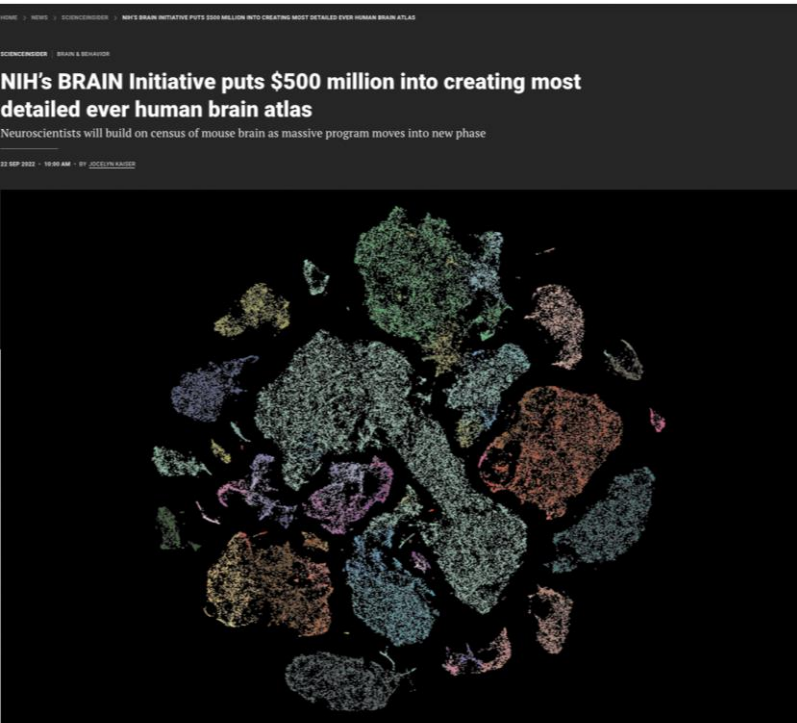 HOME > NEWS > SCIENCEINSIDER > NIH'S BRAIN INITIATIVE PUTS $500 MILLION INTO CREATING MOST DETAILED EVER HUMAN BRAIN ATLAS
SCIENCEINSIDER | BRAIN & BEHAVIOR
NIH's BRAIN Initiative puts $500 million into creating most
detailed ever human brain atlas
Neuroscientists will build on census of mouse brain as massive program moves into new phase
22 SEP 2022 • 10:00 AM • BY JOCELYN KAISER